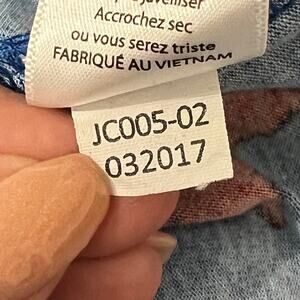 Accrochez sec
ou vous serez triste
FABRIQUÉ AU VIETNAM
JC005-02
032017